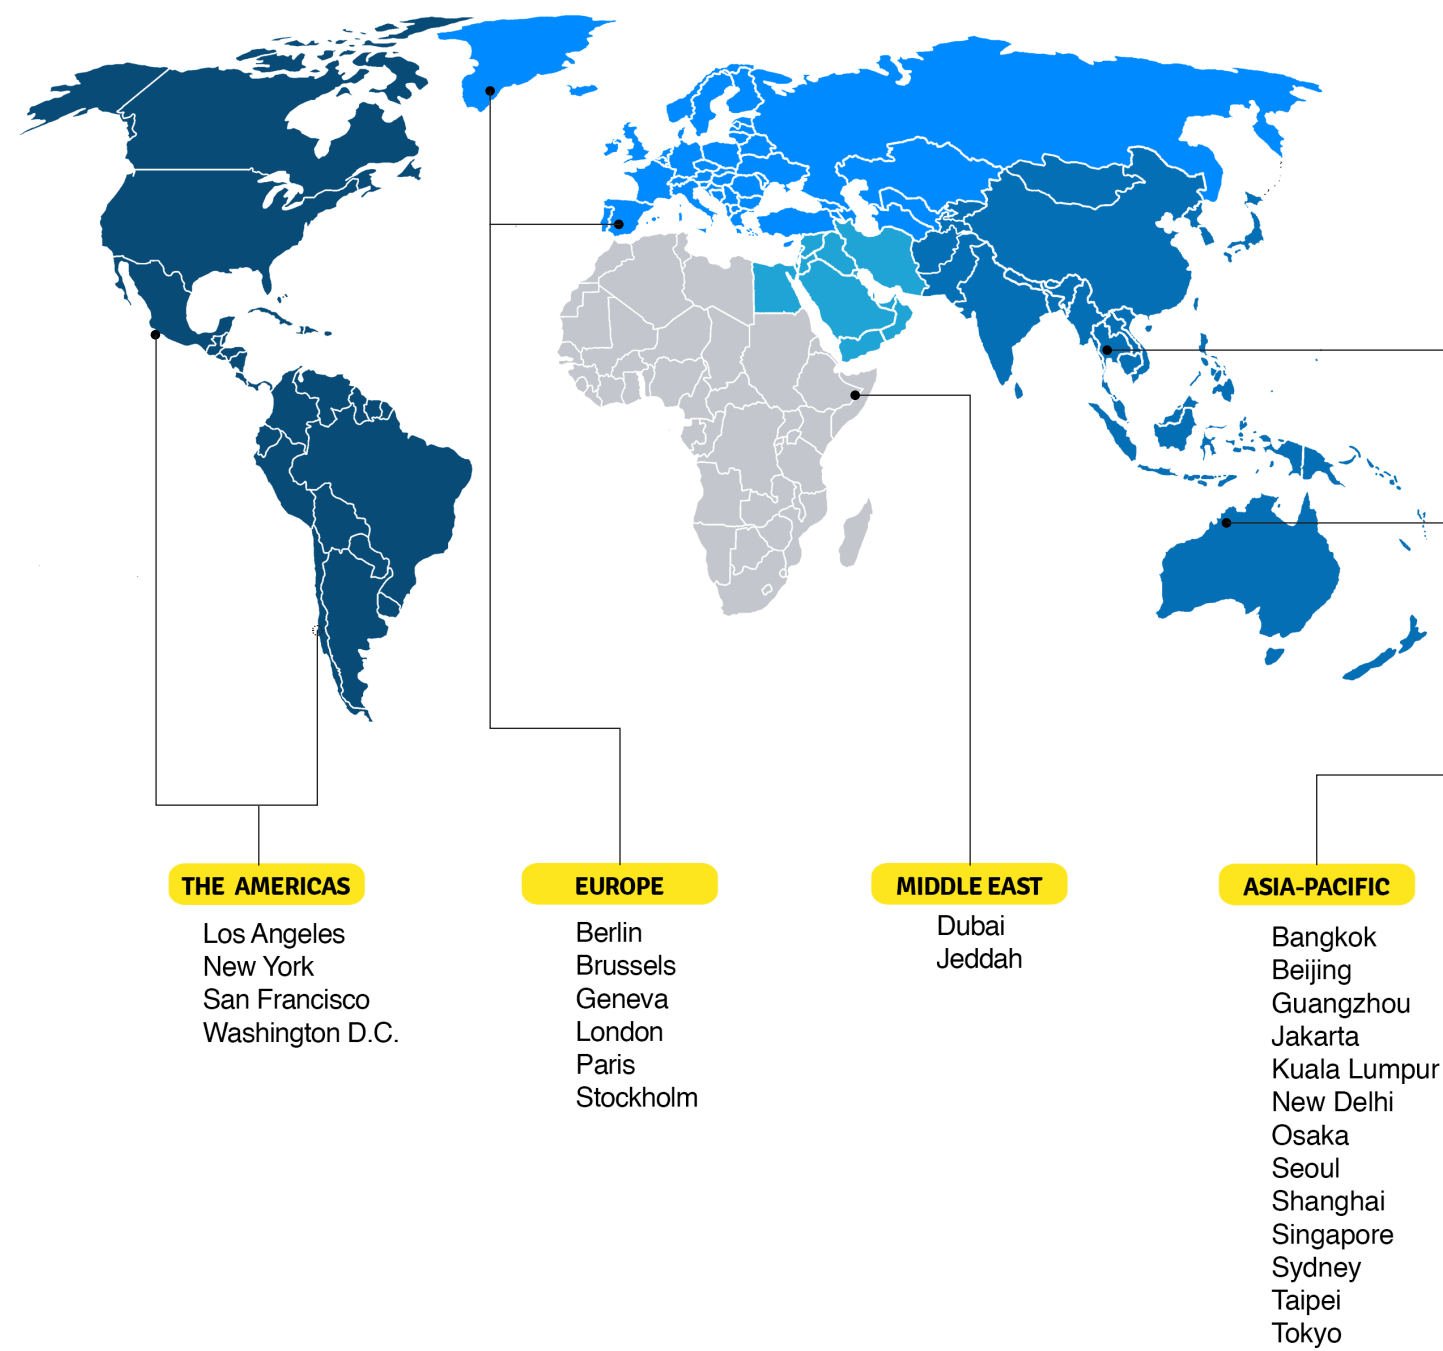 THE AMERICAS
Los Angeles
New York
San Francisco
Washington D.C.
EUROPE
Berlin
Brussels
Geneva
London
Paris
Stockholm
MIDDLE EAST
Dubai
Jeddah
ASIA-PACIFIC
Bangkok
Beijing
Guangzhou
Jakarta
Kuala Lumpur
New Delhi
Osaka
Seoul
Shanghai
Singapore
Sydney
Taipei
Tokyo